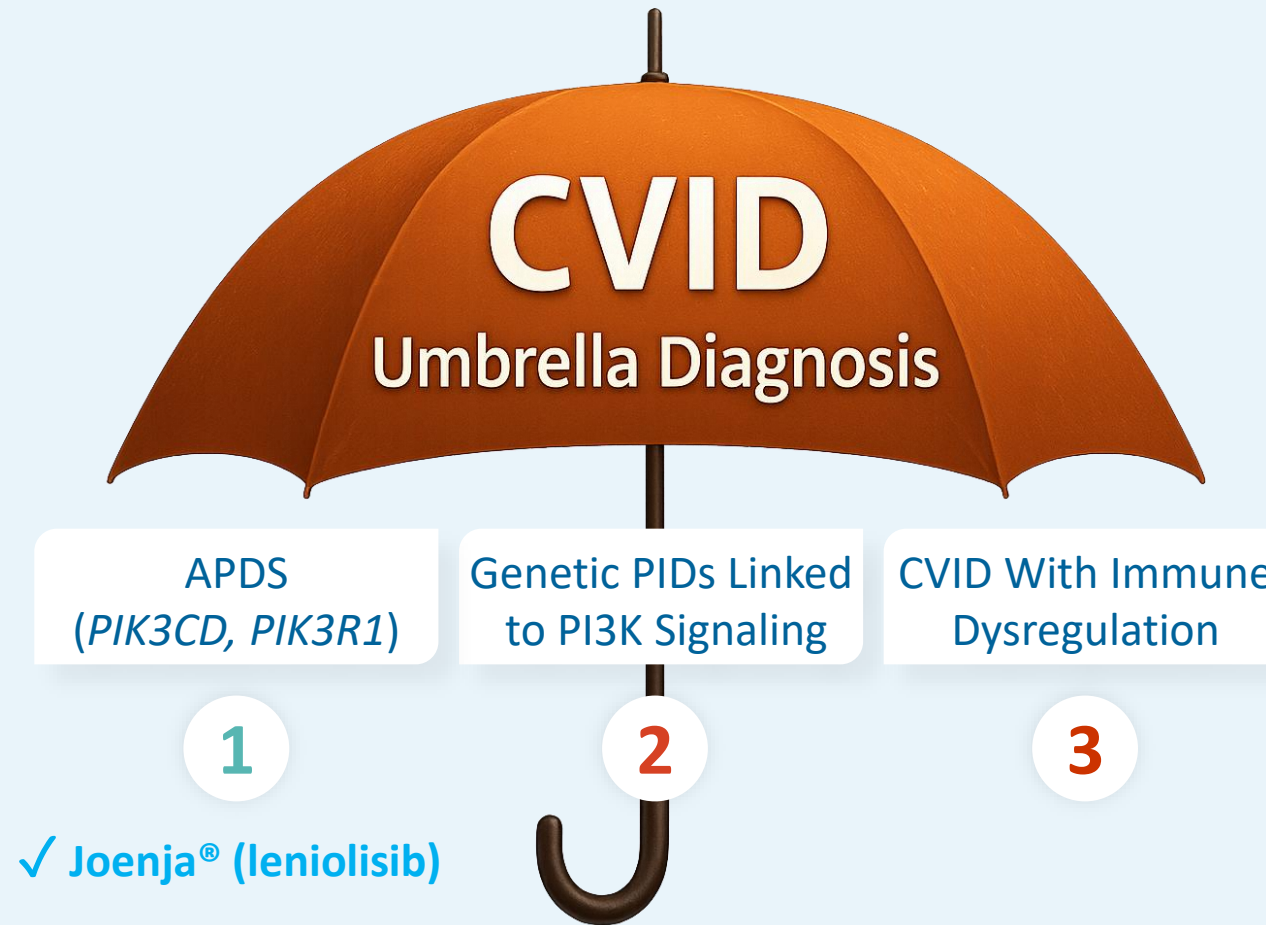 CVID
Umbrella Diagnosis
APDS
(PIK3CD, PIK3R1)
Genetic PIDs Linked
to PI3K Signaling
CVID With Immune
Dysregulation
1
2
3
✓ Joenja® (leniolisib)